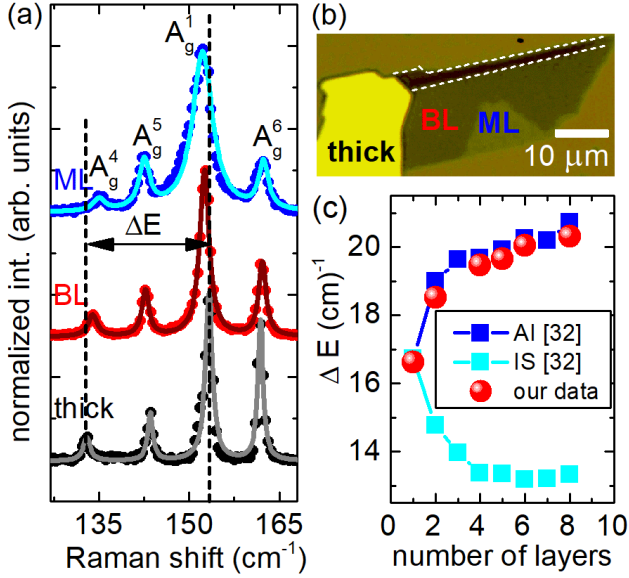 (a)
A_g^1
A_g^4
A_g^5
A_g^6
ML
ΔE
BL
thick
normalized int. (arb. units)
135 150 165
Raman shift (cm^-1)
(b)
BL
ML
thick
10 μm
(c)
20
18
16
14
Δ E (cm)^-1
AI [32]
IS [32]
our data
0 2 4 6 8 10
number of layers